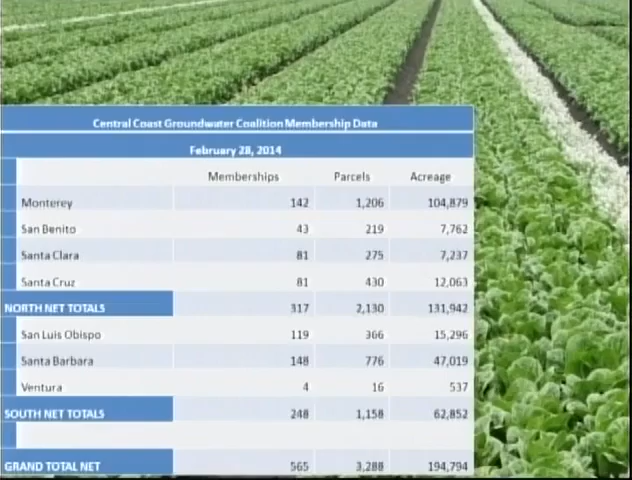 Central Coast Groundwater Coalition Membership Data
February 28, 2014
Memberships Parcels Acreage
Monterey 142 1,206 104,879
San Benito 43 219 7,762
Santa Clara 81 275 7,237
Santa Cruz 81 430 12,063
NORTH NET TOTALS 317 2,130 131,942
San Luis Obispo 119 366 15,296
Santa Barbara 148 776 47,019
Ventura 4 16 537
SOUTH NET TOTALS 248 1,158 62,852
GRAND TOTAL NET 565 3,288 194,794